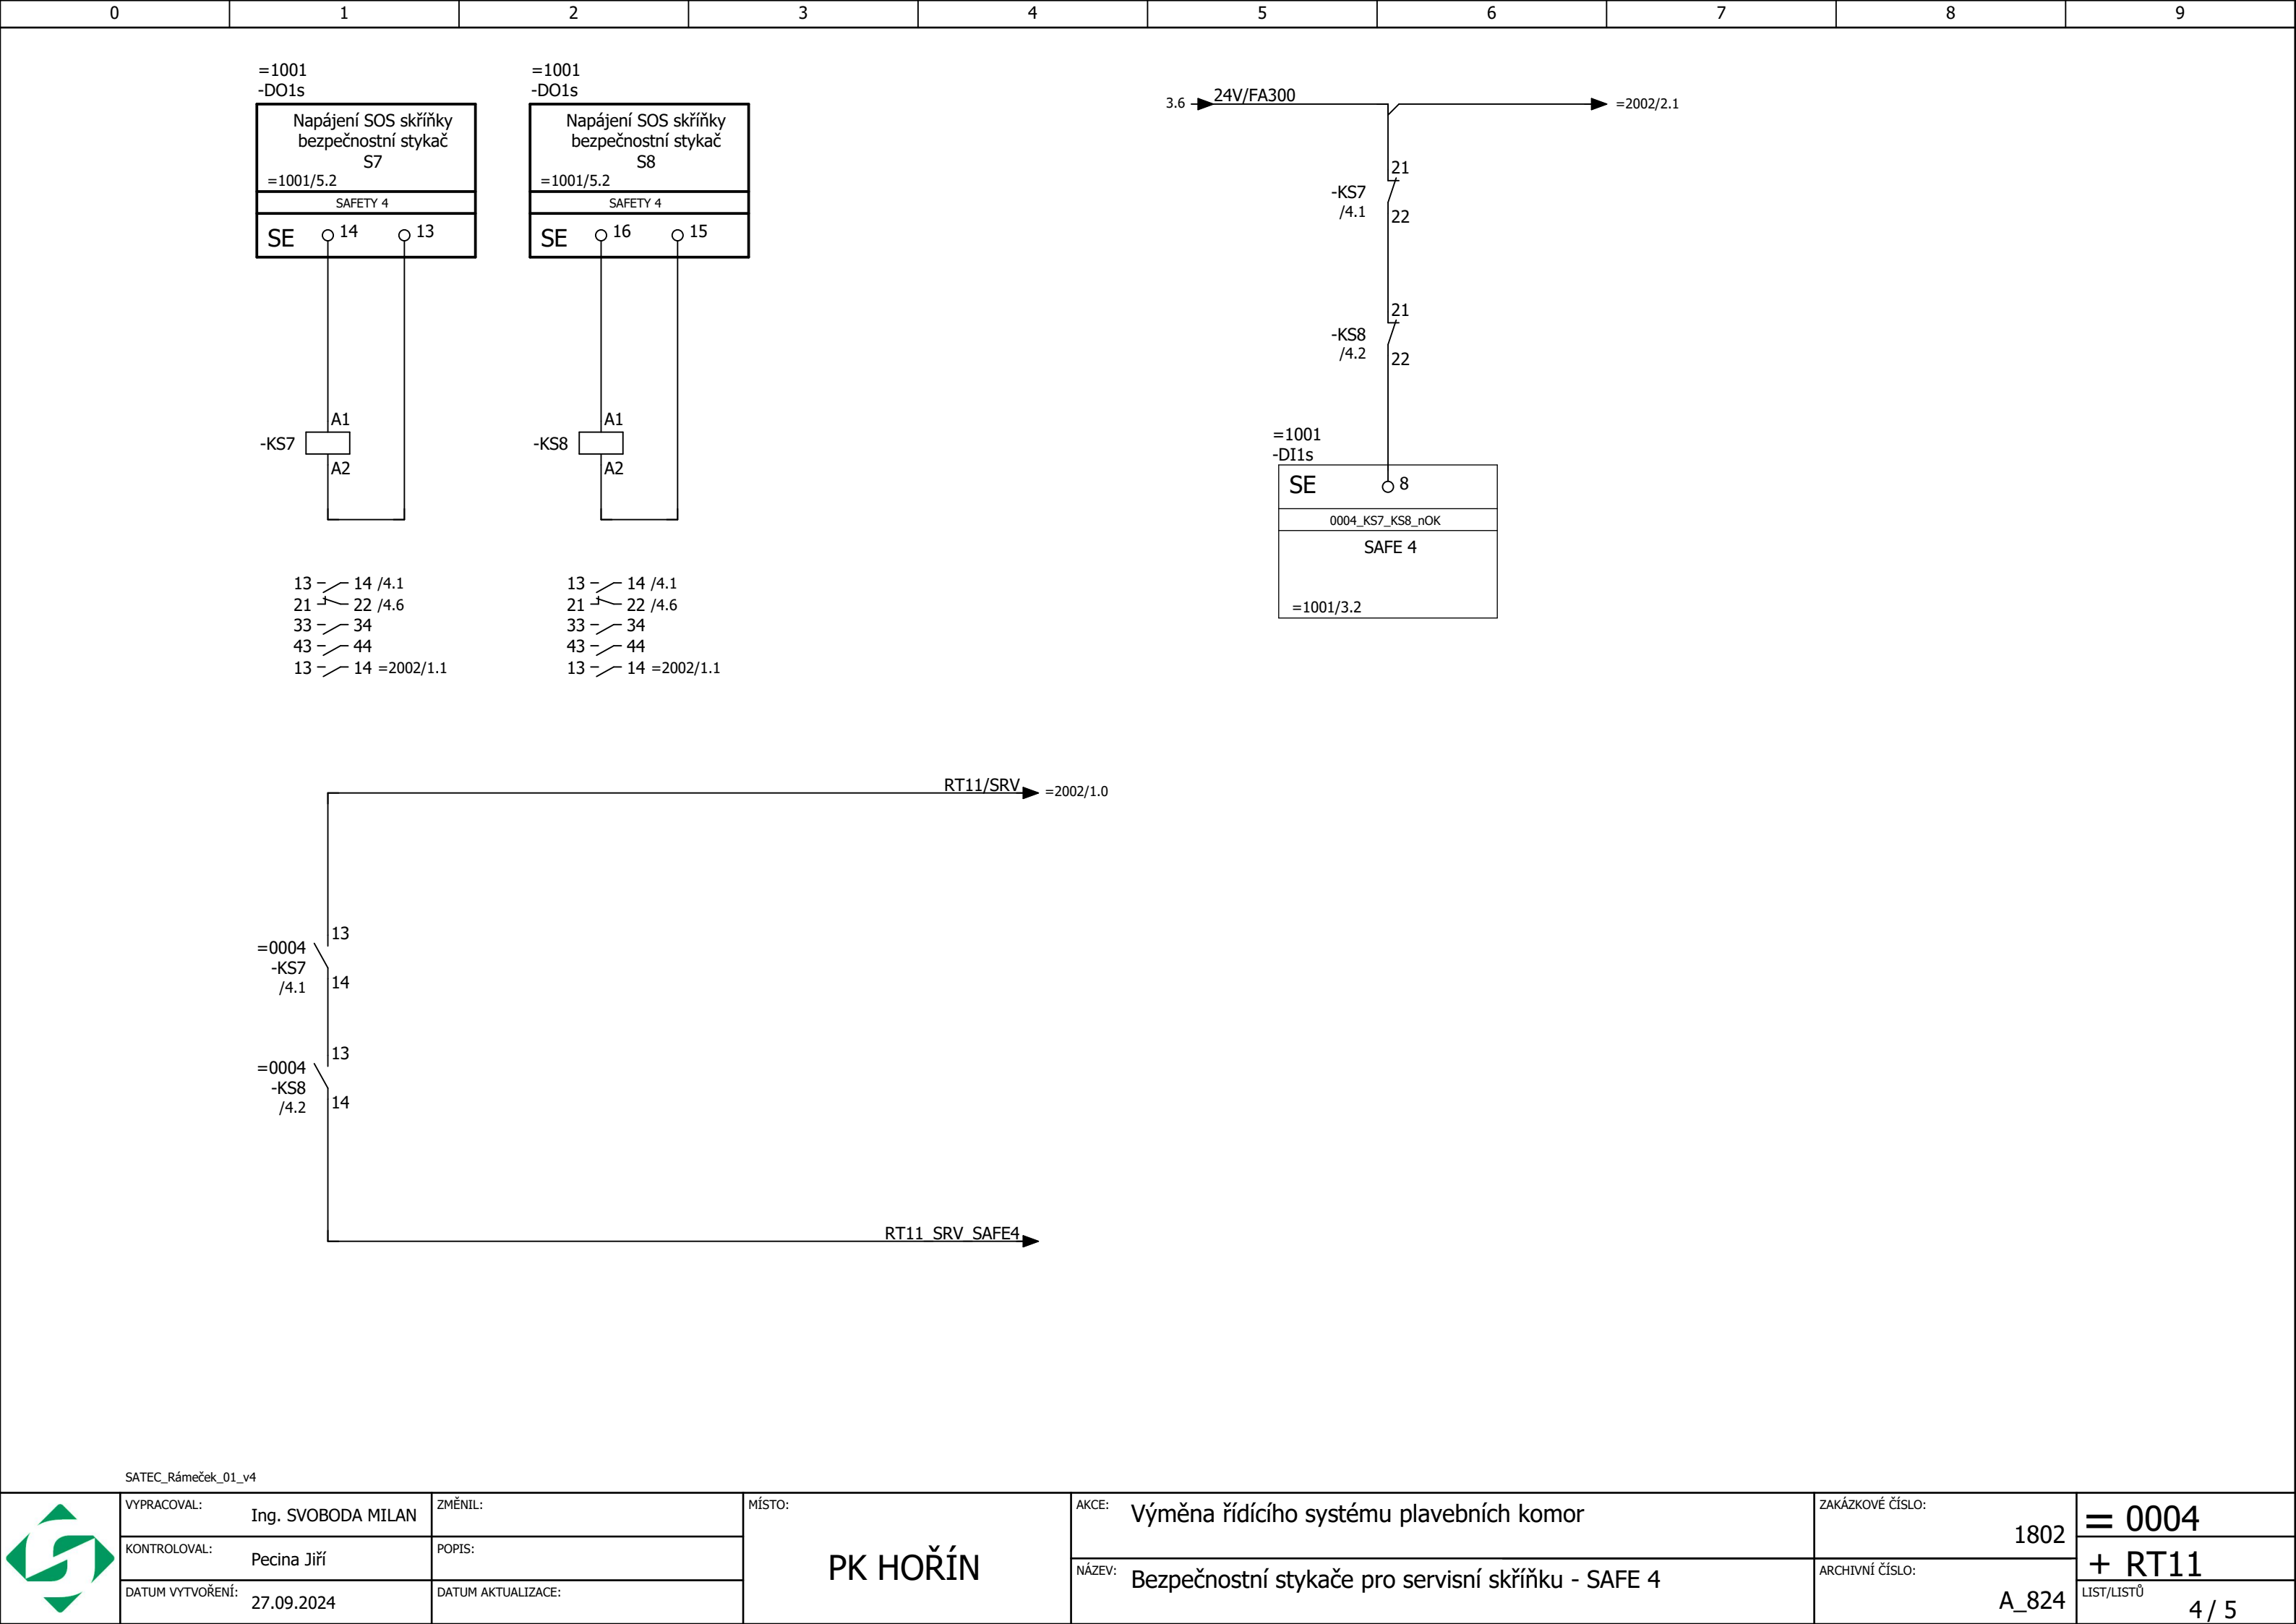 0 1 2 3 4 5 6 7 8 9
=1001
-DO1s
Napájení SOS skříňky
bezpečnostní stykač
S7
=1001/5.2
SAFETY 4
SE 14 13
A1
-KS7
A2
13 14 /4.1
21 22 /4.6
33 34
43 44
13 14 =2002/1.1
=1001
-DO1s
Napájení SOS skříňky
bezpečnostní stykač
S8
=1001/5.2
SAFETY 4
SE 16 15
A1
-KS8
A2
13 14 /4.1
21 22 /4.6
33 34
43 44
13 14 =2002/1.1
3.6 24V/FA300 =2002/2.1
21
-KS7
/4.1
22
21
-KS8
/4.2
22
=1001
-DI1s
SE 8
0004_KS7_KS8_nOK
SAFE 4
=1001/3.2
RT11/SRV =2002/1.0
13
=0004
-KS7
/4.1
14
13
=0004
-KS8
/4.2
14
RT11_SRV_SAFE4
SATEC_Rámeček_01_v4
VYPRACOVAL: Ing. SVOBODA MILAN
KONTROLOVAL: Pecina Jiří
DATUM VYTVOŘENÍ: 27.09.2024
ZMĚNIL:
POPIS:
DATUM AKTUALIZACE:
MÍSTO:
PK HOŘÍN
AKCE: Výměna řídícího systému plavebních komor
NÁZEV: Bezpečnostní stykače pro servisní skříňku - SAFE 4
ZAKÁZKOVÉ ČÍSLO:
1802
ARCHIVNÍ ČÍSLO:
A_824
= 0004
+ RT11
LIST/LISTŮ
4 / 5